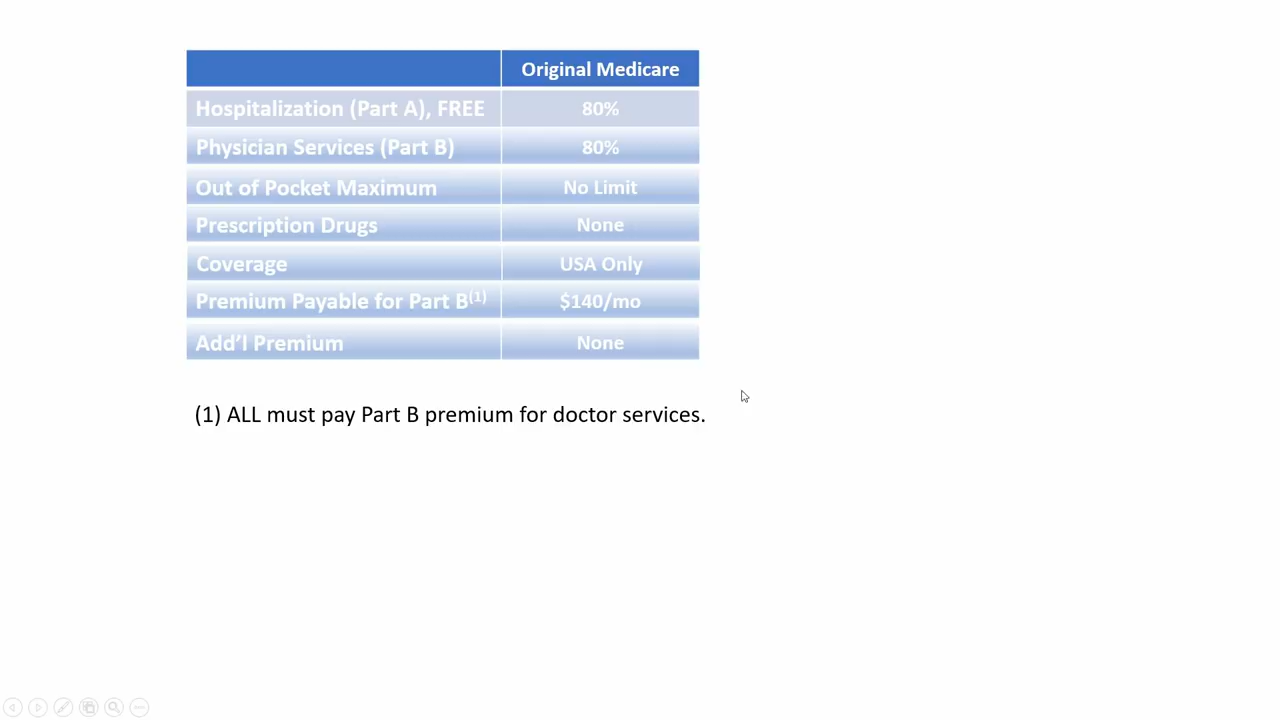 Original Medicare
Hospitalization (Part A), FREE 80%
Physician Services (Part B) 80%
Out of Pocket Maximum No Limit
Prescription Drugs None
Coverage USA Only
Premium Payable for Part B(1) $140/mo
Add’l Premium None
(1) ALL must pay Part B premium for doctor services.